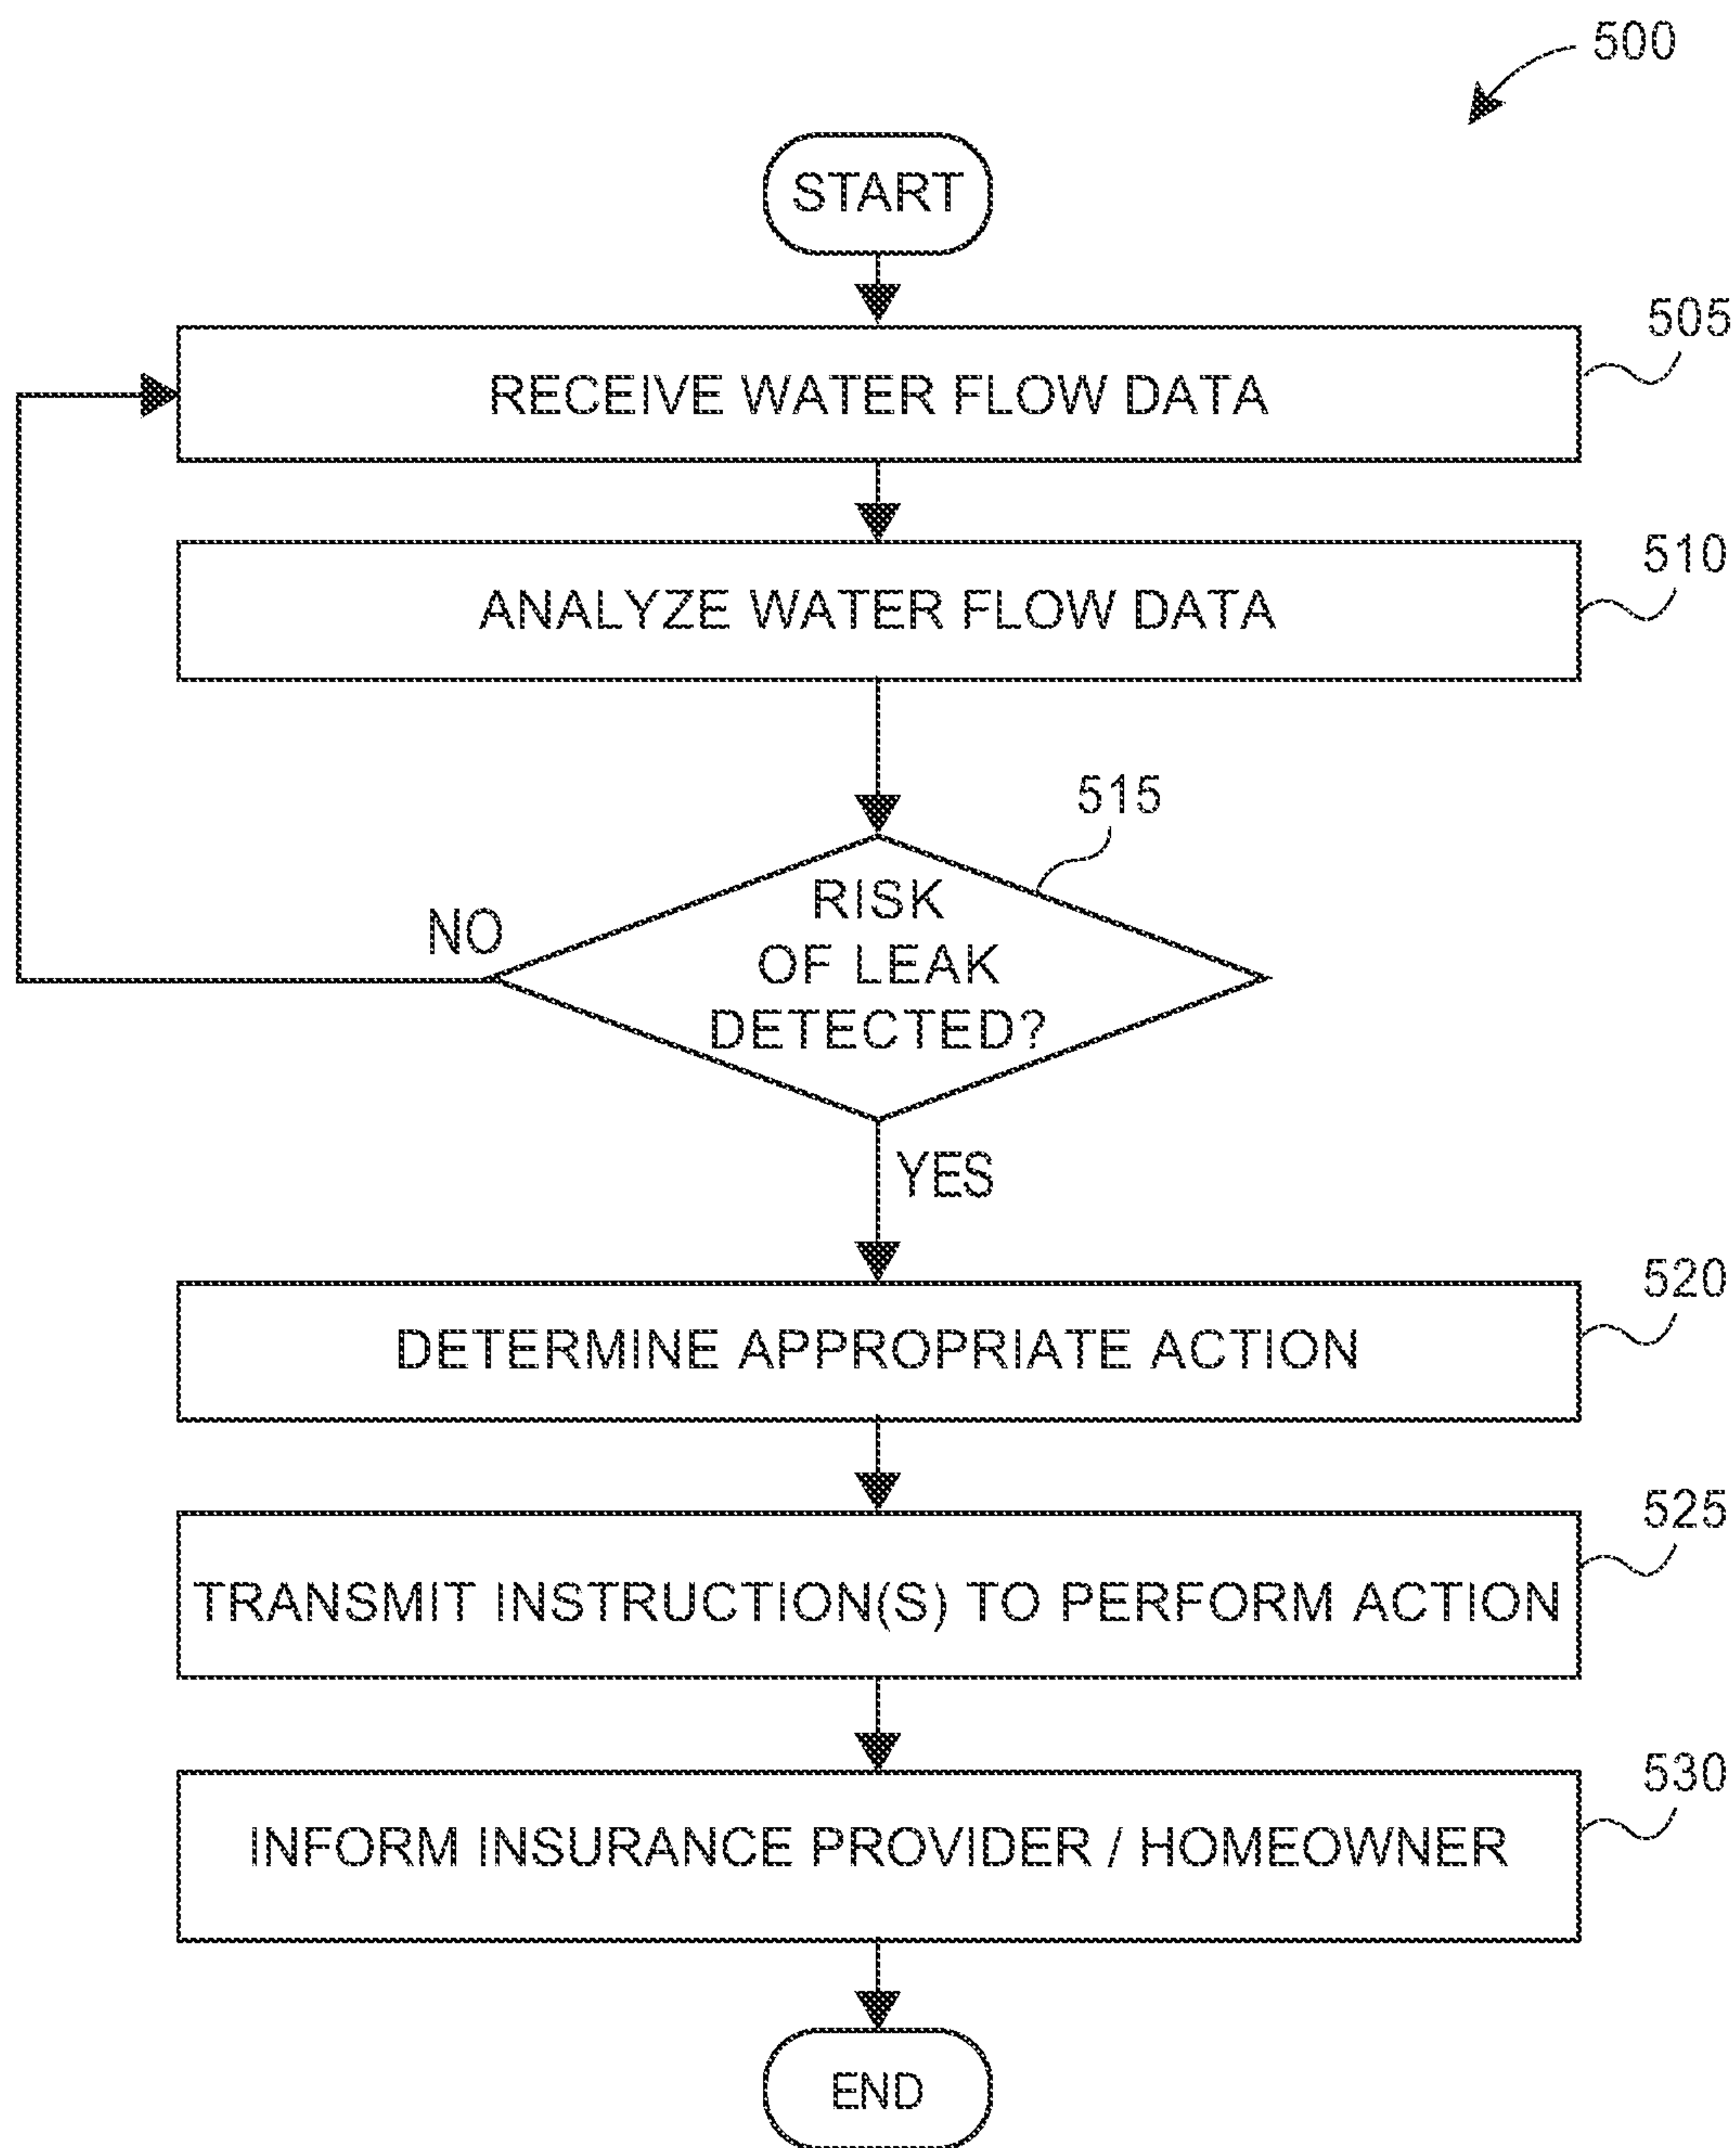 500
START
505
RECEIVE WATER FLOW DATA
510
ANALYZE WATER FLOW DATA
515
RISK
OF LEAK
DETECTED?
NO
YES
520
DETERMINE APPROPRIATE ACTION
525
TRANSMIT INSTRUCTION(S) TO PERFORM ACTION
530
INFORM INSURANCE PROVIDER / HOMEOWNER
END